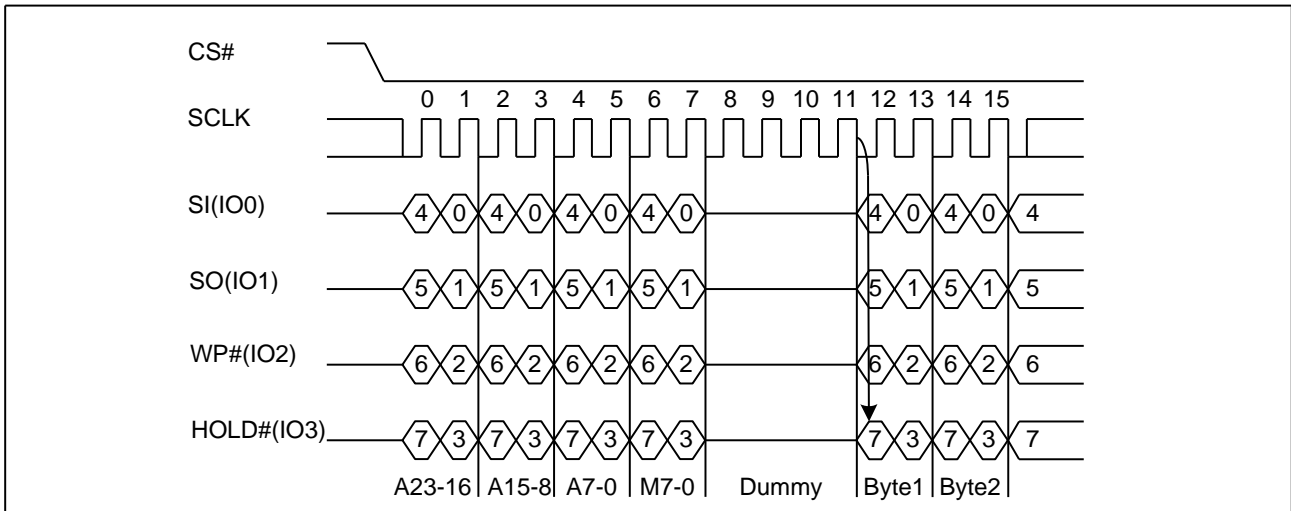 CS#
0 1 2 3 4 5 6 7 8 9 10 11 12 13 14 15
SCLK
SI(IO0) 4 0 4 0 4 0 4 0 4 0 4 0 4
SO(IO1) 5 1 5 1 5 1 5 1 5 1 5 1 5
WP#(IO2) 6 2 6 2 6 2 6 2 6 2 6 2 6
HOLD#(IO3) 7 3 7 3 7 3 7 3 7 3 7 3 7
A23-16 A15-8 A7-0 M7-0 Dummy Byte1 Byte2